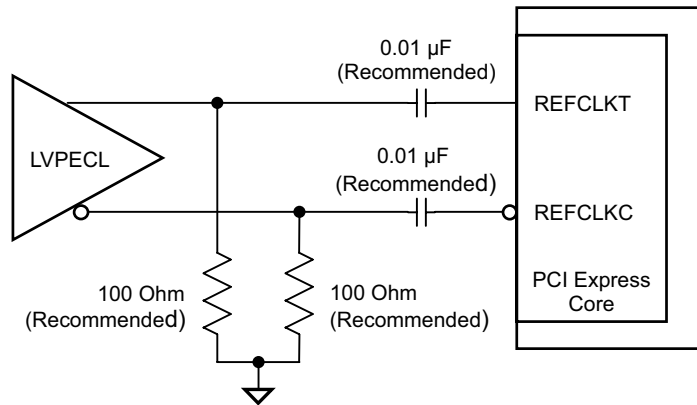 0.01 µF
(Recommended)
REFCLKT
LVPECL
0.01 µF
(Recommended)
REFCLKC
100 Ohm
(Recommended)
100 Ohm
(Recommended)
PCI Express
Core